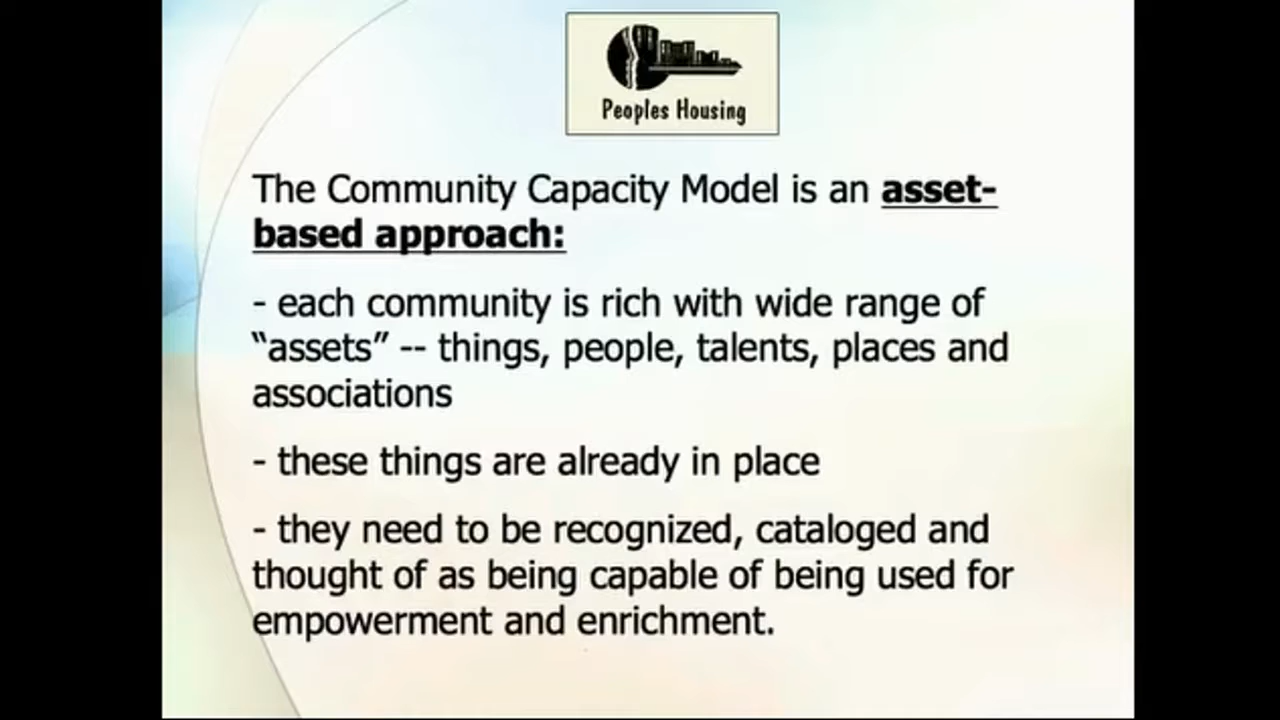 Peoples Housing
The Community Capacity Model is an asset-
based approach:
- each community is rich with wide range of
“assets” -- things, people, talents, places and
associations
- these things are already in place
- they need to be recognized, cataloged and
thought of as being capable of being used for
empowerment and enrichment.